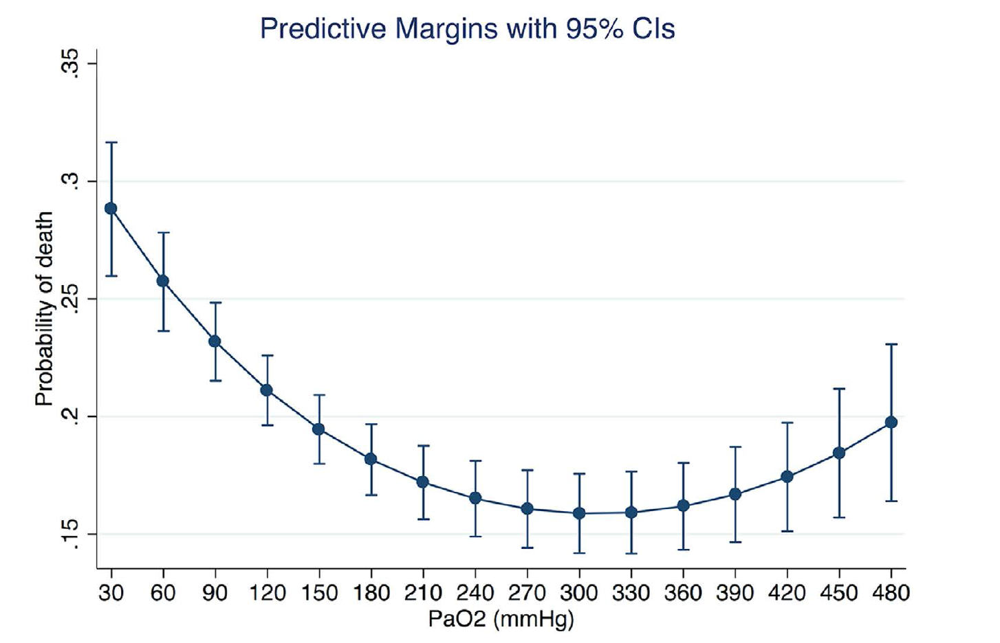 Predictive Margins with 95% CIs
Probability of death
.35
.3
.25
.2
.15
30 60 90 120 150 180 210 240 270 300 330 360 390 420 450 480
PaO2 (mmHg)